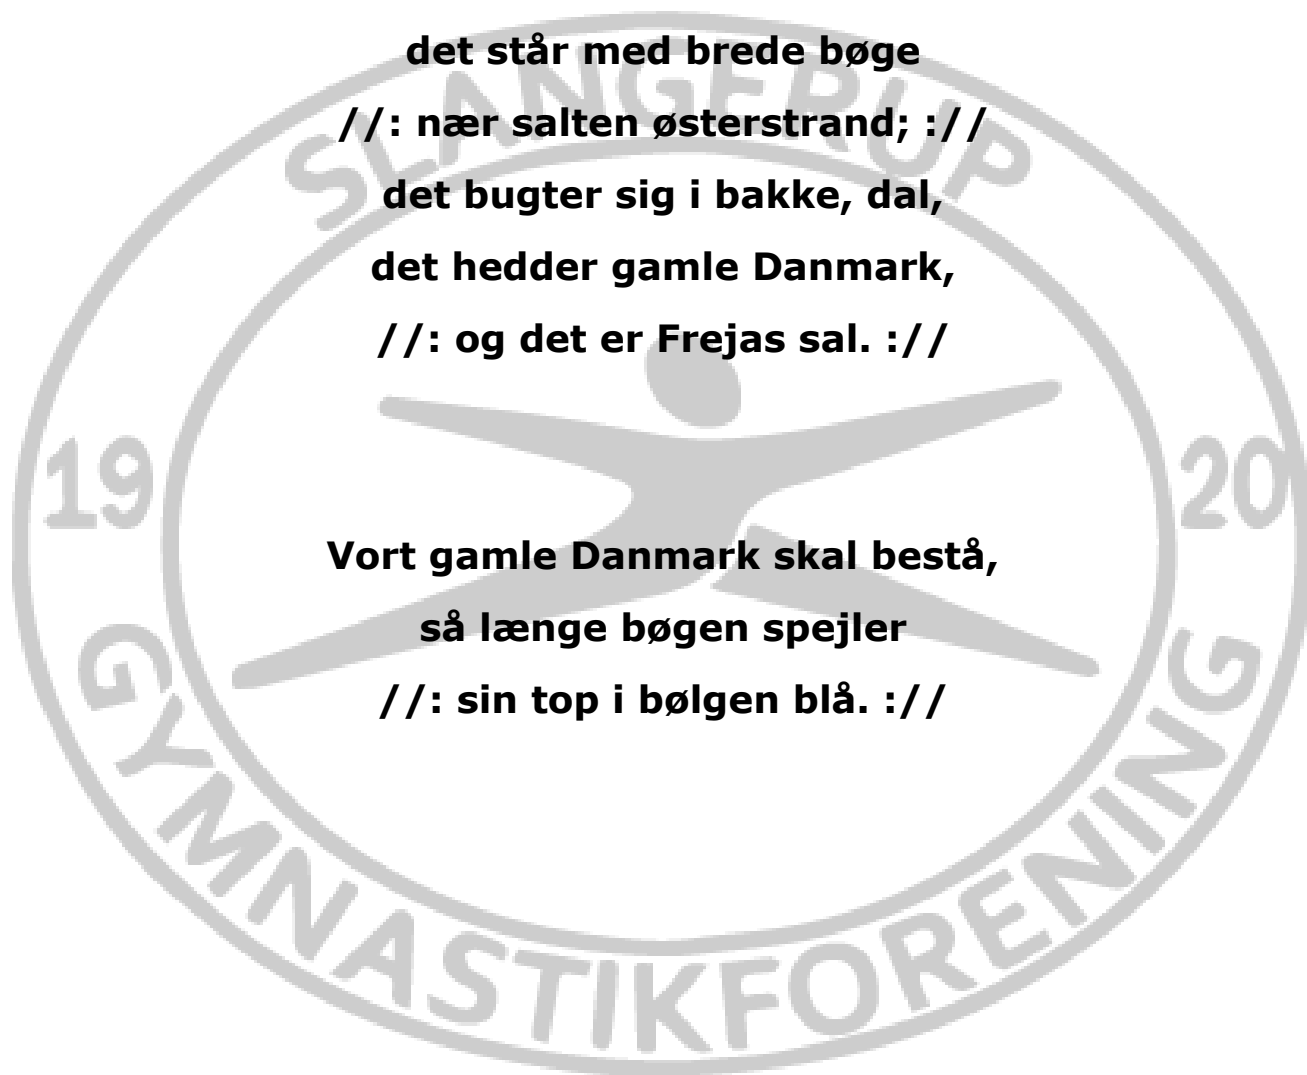 det står med brede bøge
//: nær salten østerstrand; ://
det bugter sig i bakke, dal,
det hedder gamle Danmark,
//: og det er Frejas sal. ://
Vort gamle Danmark skal bestå,
så længe bøgen spejler
//: sin top i bølgen blå. ://
SLANGERUP
19 20
GYMNASTIKFORENING